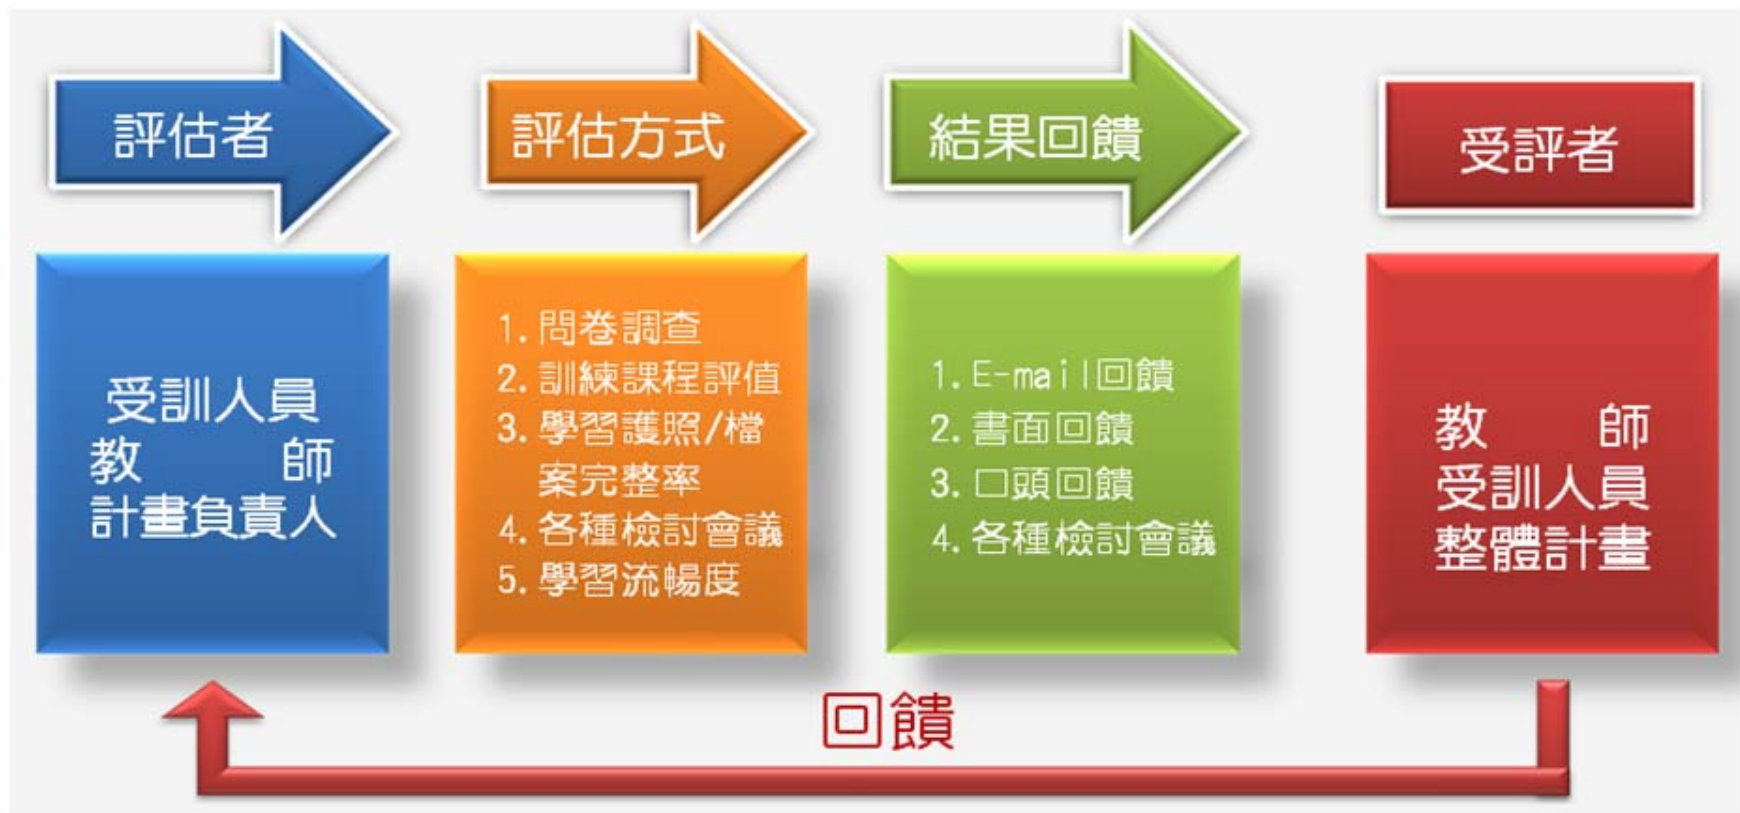 評估者
評估方式
結果回饋
受評者
受訓人員
教 師
計畫負責人
1.問卷調查
2.訓練課程評值
3.學習護照/檔
案完整率
4.各種檢討會議
5.學習流暢度
1.E-mail回饋
2.書面回饋
3.口頭回饋
4.各種檢討會議
教 師
受訓人員
整體計畫
回饋